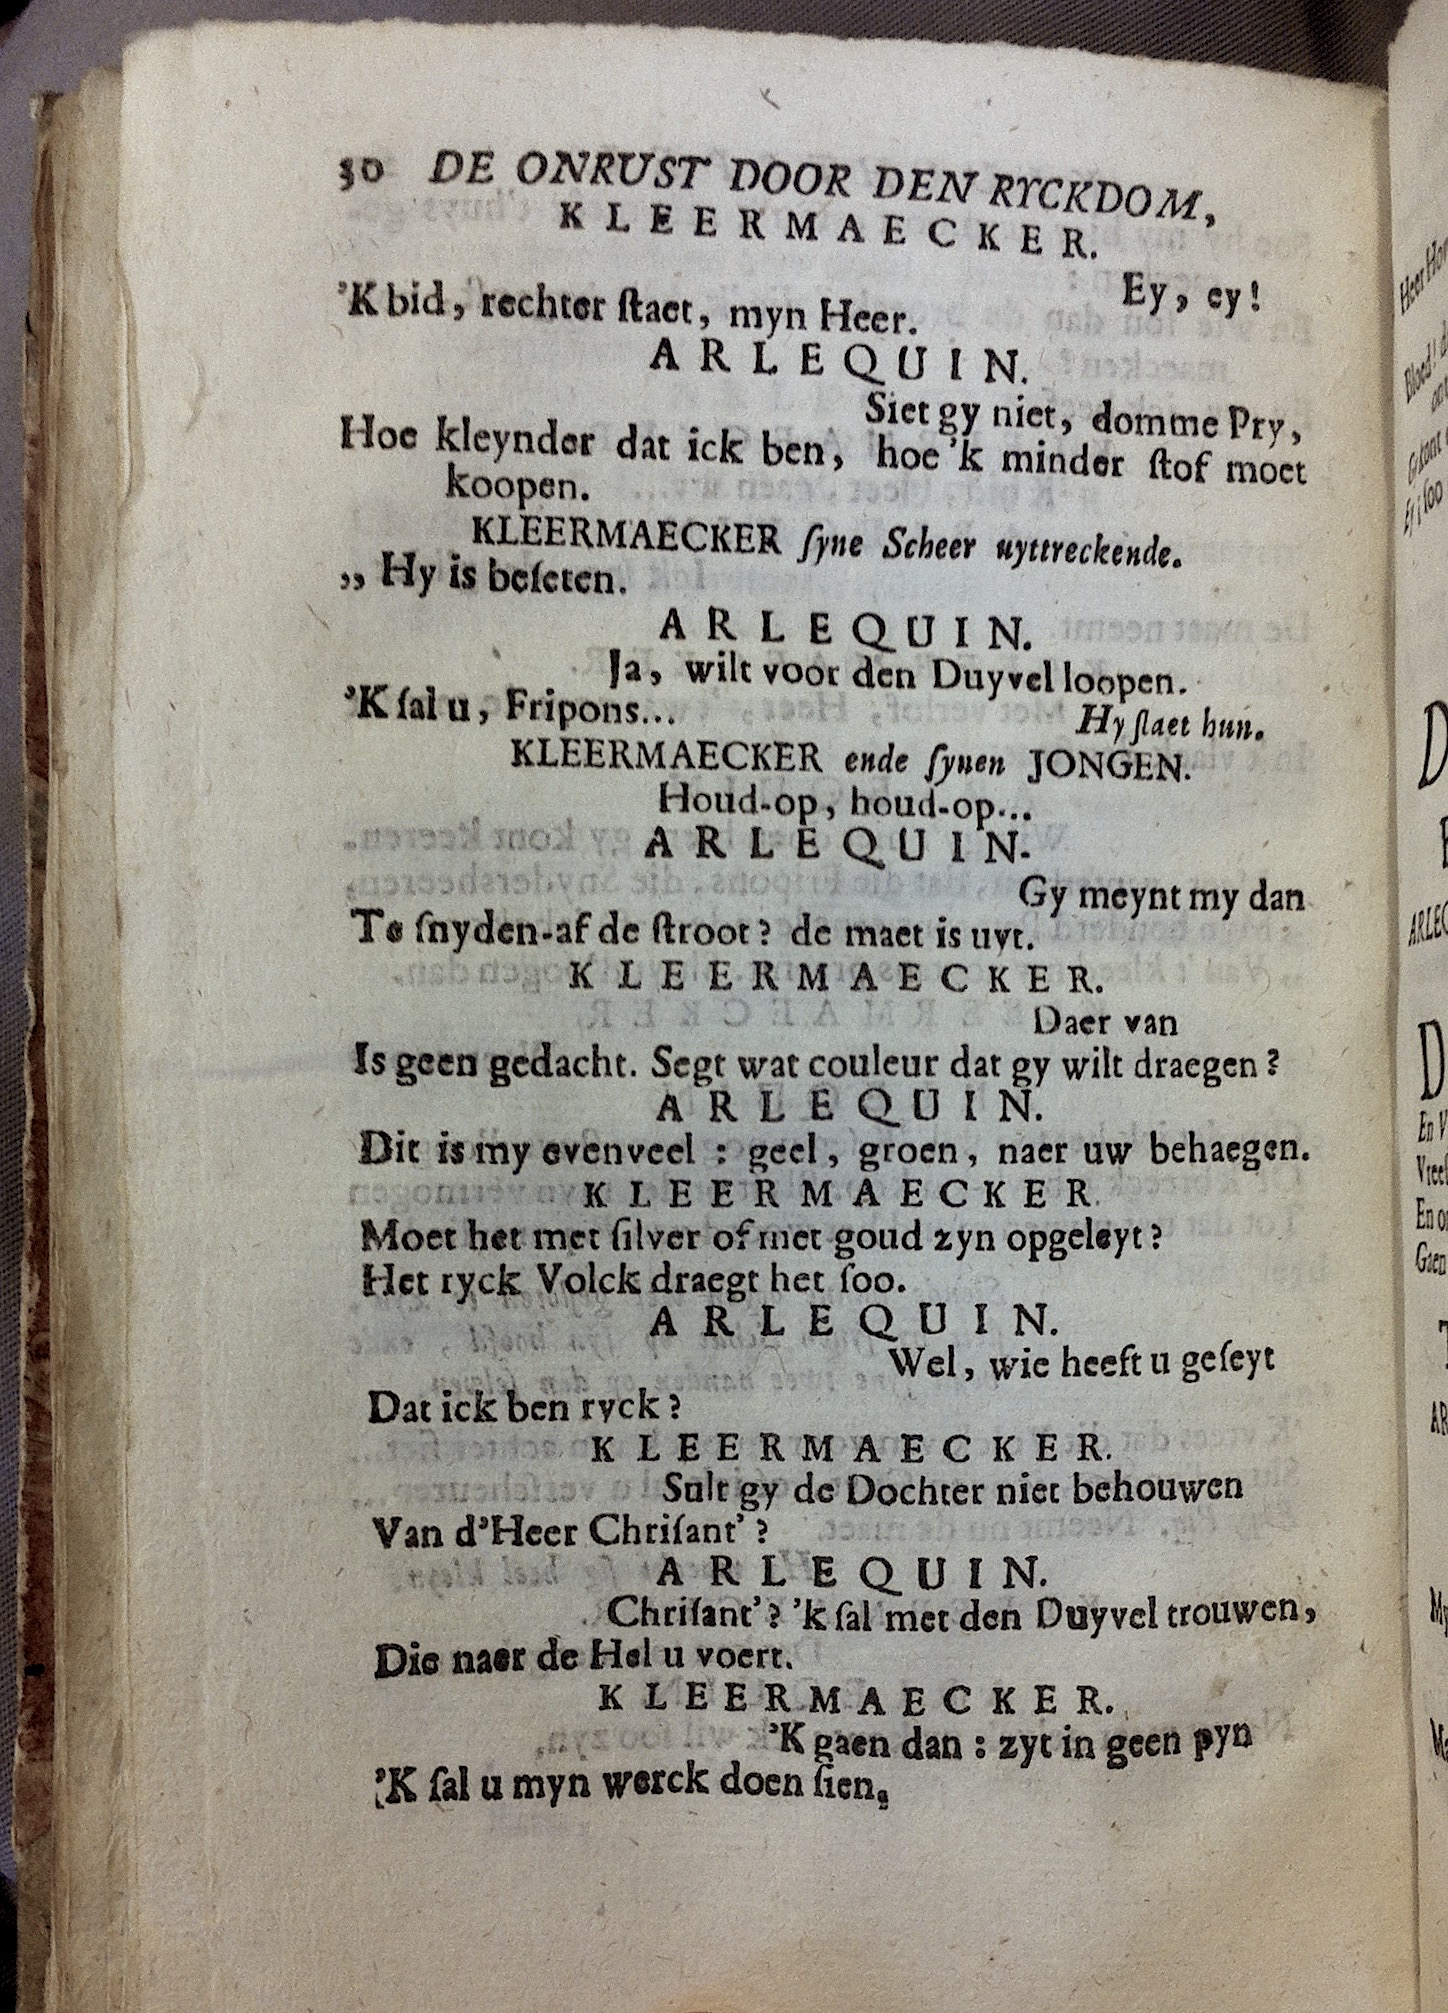 30 DE ONRUST DOOR DEN RYCKDOM,
KLEERMAECKER.
Ey, ey!
’K bid, rechter ſtaet, myn Heer.
ARLEQUIN.
Siet gy niet, domme Pry,
Hoe kleynder dat ick ben, hoe ’k minder ſtof moet
koopen.
KLEERMAECKER ſyne Scheer uyttreckende.
,, Hy is beſeten.
ARLEQUIN.
Ja, wilt voor den Duyvel loopen.
’K ſal u, Fripons...
Hy ſlaet hun.
KLEERMAECKER ende ſynen JONGEN.
Houd-op, houd-op...
ARLEQUIN.
Gy meynt my dan
Te ſnyden-af de ſtroot? de maet is uyt.
KLEERMAECKER.
Daer van
Is geen gedacht. Segt wat couleur dat gy wilt draegen?
ARLEQUIN.
Dit is my evenveel : geel, groen, naer uw behaegen.
KLEERMAECKER.
Moet het met ſilver of met goud zyn opgeleyt?
Het ryck Volck draegt het ſoo.
ARLEQUIN.
Wel, wie heeft u geſeyt
Dat ick ben ryck?
KLEERMAECKER.
Sult gy de Dochter niet behouwen
Van d’Heer Chriſant’?
ARLEQUIN.
Chriſant’? ’k ſal met den Duyvel trouwen,
Die naer de Hel u voert.
KLEERMAECKER.
’K gaen dan : zyt in geen pyn
’K ſal u myn werck doen ſien,